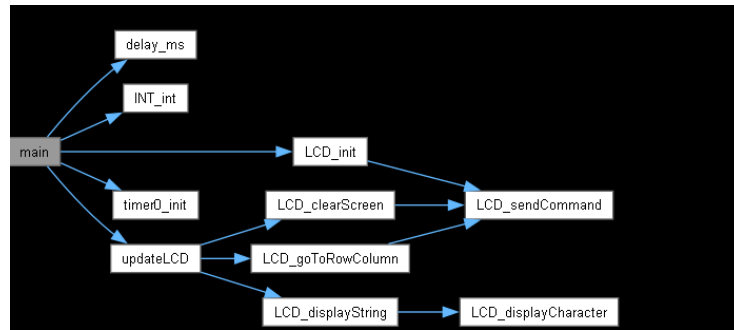 delay_ms
INT_int
main
LCD_init
timer0_init
LCD_clearScreen
LCD_sendCommand
updateLCD
LCD_goToRowColumn
LCD_displayString
LCD_displayCharacter